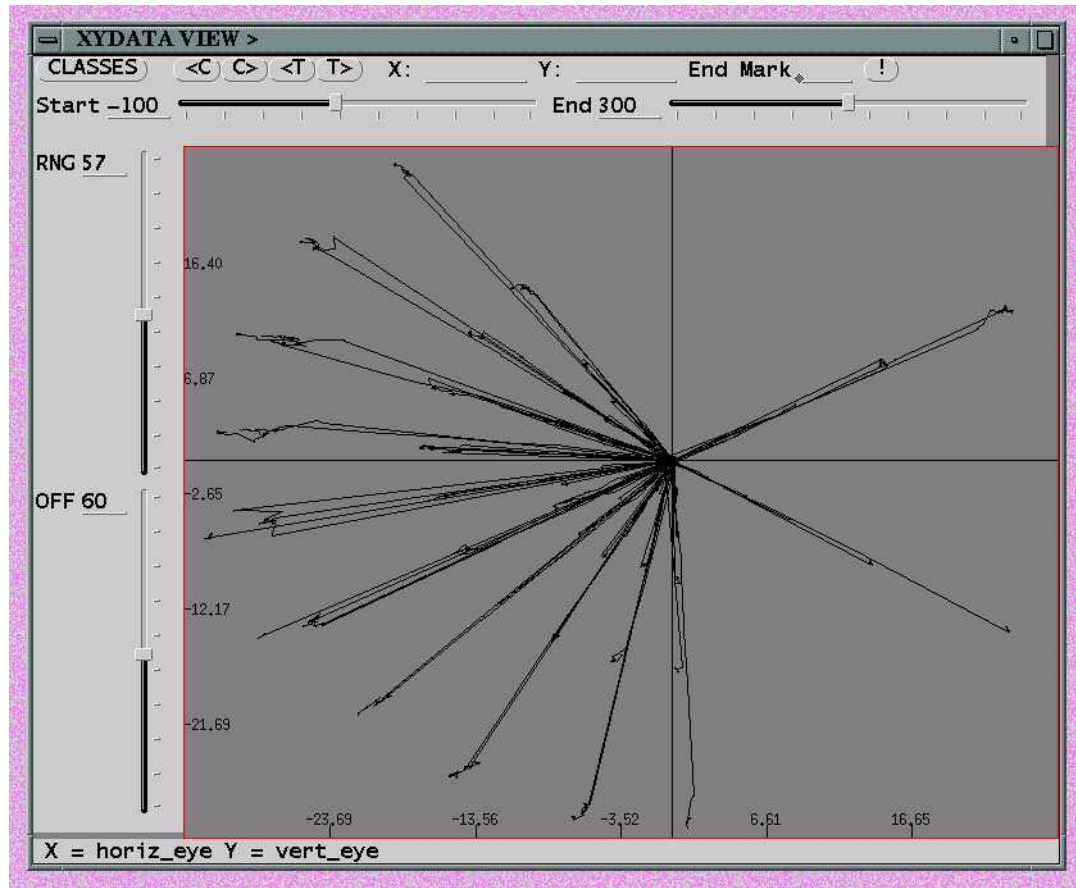 XYDATA VIEW >
CLASSES <C C> <T T> X: Y: End Mark !
Start -100 End 300
RNG 57
16.40
6.87
OFF 60
-2.65
-12.17
-21.69
-23.69 -13.56 -3.52 6.61 16.65
X = horiz_eye Y = vert_eye